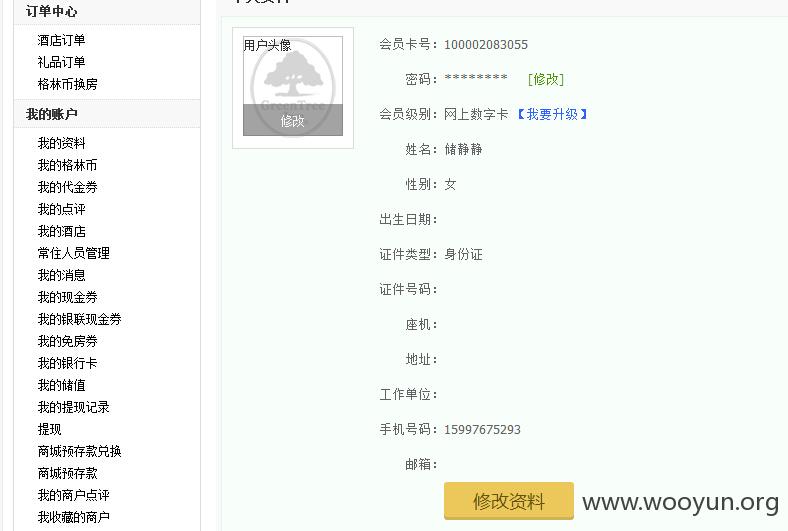 订单中心
酒店订单
礼品订单
格林币换房
我的账户
我的资料
我的格林币
我的代金券
我的点评
我的酒店
常住人员管理
我的消息
我的现金券
我的银联现金券
我的免房券
我的银行卡
我的储值
我的提现记录
提现
商城预存款兑换
商城预存款
我的商户点评
我收藏的商户
用户头像
GreenTree
修改
会员卡号：100002083055
密码：******** [修改]
会员级别：网上数字卡【我要升级】
姓名：储静静
性别：女
出生日期：
证件类型：身份证
证件号码：
座机：
地址：
工作单位：
手机号码：15997675293
邮箱：
修改资料
www.wooyun.org